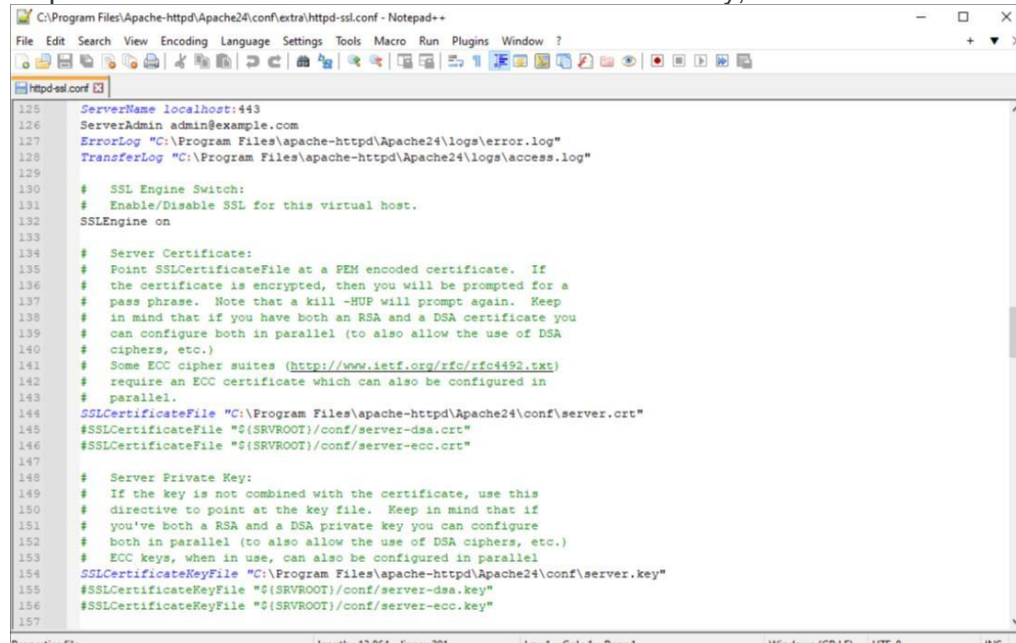 C:\Program Files\Apache-httpd\Apache24\conf\extra\httpd-ssl.conf - Notepad++
File Edit Search View Encoding Language Settings Tools Macro Run Plugins Window ?
httpd-ssl.conf
125 ServerName localhost:443
126 ServerAdmin admin@example.com
127 ErrorLog "C:\Program Files\apache-httpd\Apache24\logs\error.log"
128 TransferLog "C:\Program Files\apache-httpd\Apache24\logs\access.log"
129
130 #   SSL Engine Switch:
131 #   Enable/Disable SSL for this virtual host.
132 SSLEngine on
133
134 #   Server Certificate:
135 #   Point SSLCertificateFile at a PEM encoded certificate.  If
136 #   the certificate is encrypted, then you will be prompted for a
137 #   pass phrase.  Note that a kill -HUP will prompt again.  Keep
138 #   in mind that if you have both an RSA and a DSA certificate you
139 #   can configure both in parallel (to also allow the use of DSA
140 #   ciphers, etc.)
141 #   Some ECC cipher suites (http://www.ietf.org/rfc/rfc4492.txt)
142 #   require an ECC certificate which can also be configured in
143 #   parallel.
144 SSLCertificateFile "C:\Program Files\apache-httpd\Apache24\conf\server.crt"
145 #SSLCertificateFile "${SRVROOT}/conf/server-dsa.crt"
146 #SSLCertificateFile "${SRVROOT}/conf/server-ecc.crt"
147
148 #   Server Private Key:
149 #   If the key is not combined with the certificate, use this
150 #   directive to point at the key file.  Keep in mind that if
151 #   you've both a RSA and a DSA private key you can configure
152 #   both in parallel (to also allow the use of DSA ciphers, etc.)
153 #   ECC keys, when in use, can also be configured in parallel
154 SSLCertificateKeyFile "C:\Program Files\apache-httpd\Apache24\conf\server.key"
155 #SSLCertificateKeyFile "${SRVROOT}/conf/server-dsa.key"
156 #SSLCertificateKeyFile "${SRVROOT}/conf/server-ecc.key"
157